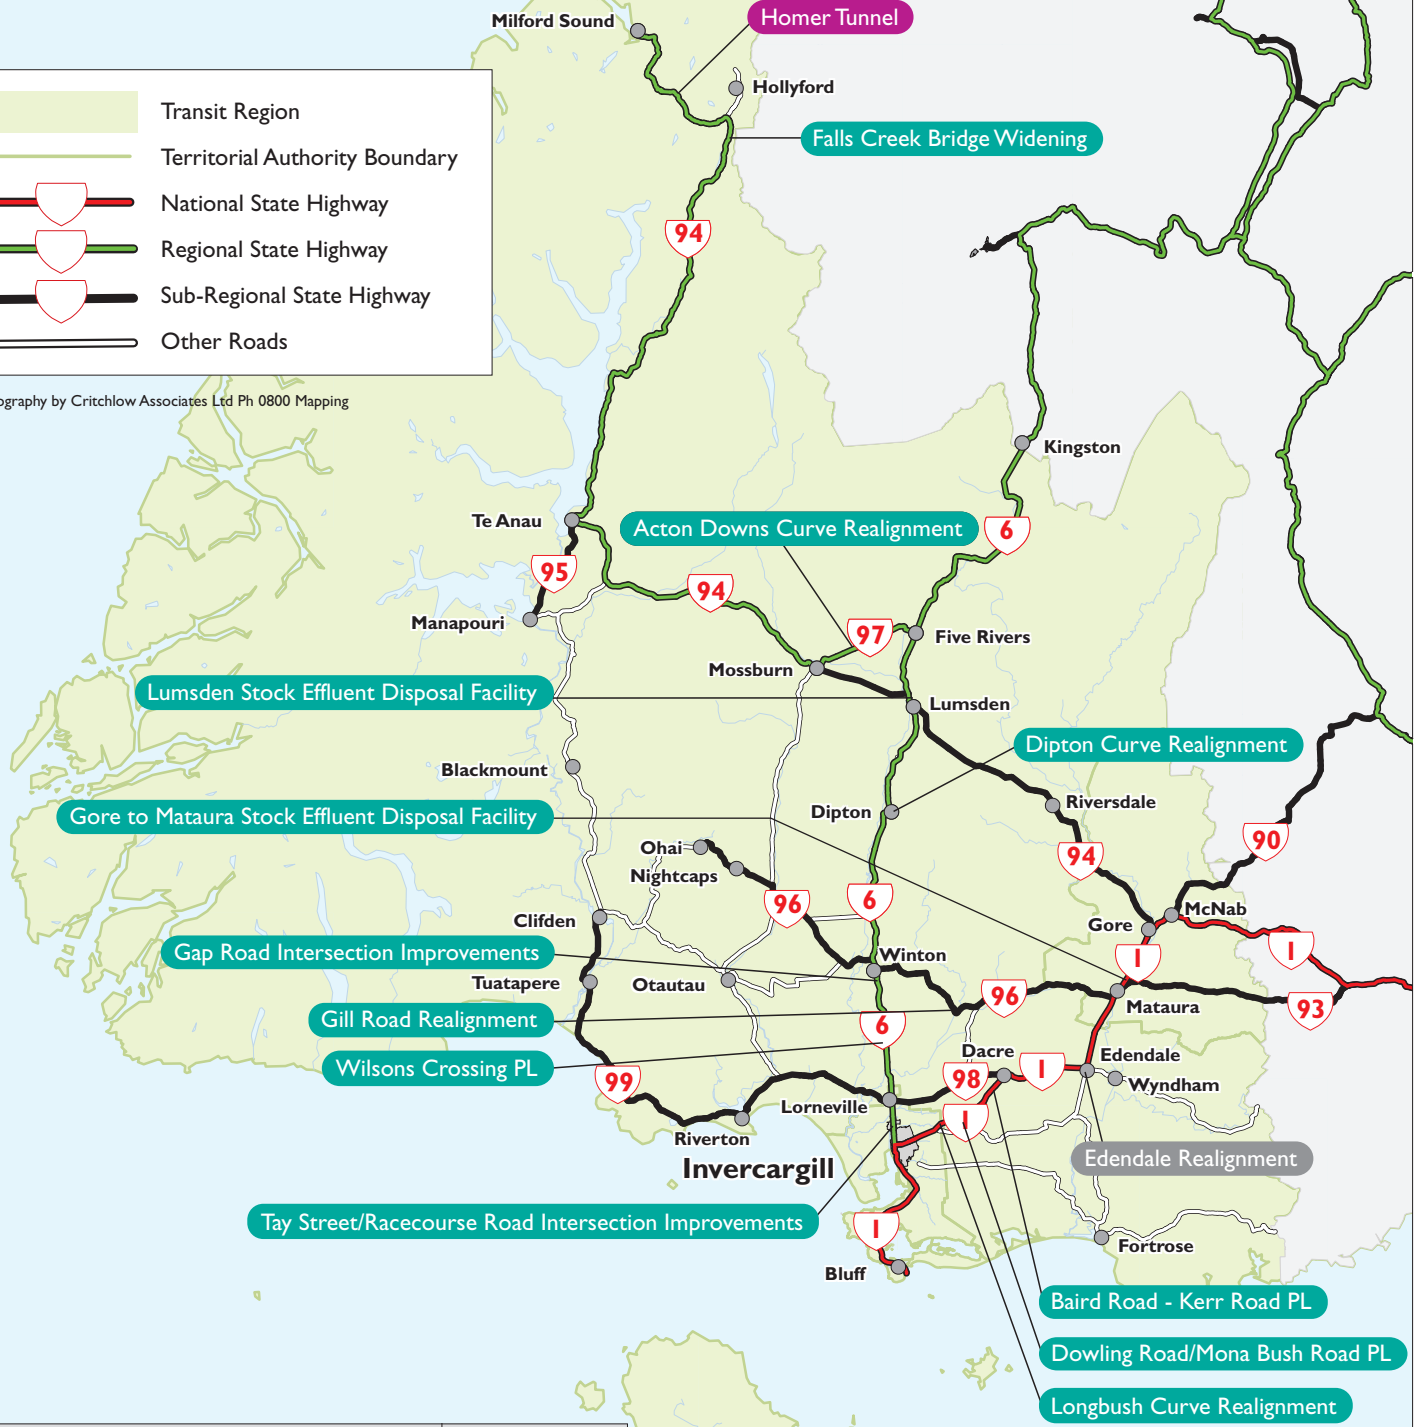 Milford Sound
Homer Tunnel
Hollyford
Transit Region
Falls Creek Bridge Widening
Territorial Authority Boundary
National State Highway
94
Regional State Highway
Sub-Regional State Highway
Other Roads
ography by Critchlow Associates Ltd Ph 0800 Mapping
Kingston
Te Anau
Acton Downs Curve Realignment
6
95
94
Manapouri
97
Five Rivers
Mossburn
Lumsden Stock Effluent Disposal Facility
Lumsden
Dipton Curve Realignment
Blackmount
Riversdale
Dipton
Gore to Mataura Stock Effluent Disposal Facility
90
Ohai
94
Nightcaps
6
96
McNab
Clifden
Gore
1
Gap Road Intersection Improvements
Winton
1
Tuatapere
Otautau
96
Mataura
93
Gill Road Realignment
6
Dacre
Edendale
Wilsons Crossing PL
1
99
98
Wyndham
Lorneville
1
Riverton
Edendale Realignment
Invercargill
Tay Street/Racecourse Road Intersection Improvements
1
Fortrose
Bluff
Baird Road - Kerr Road PL
Dowling Road/Mona Bush Road PL
Longbush Curve Realignment